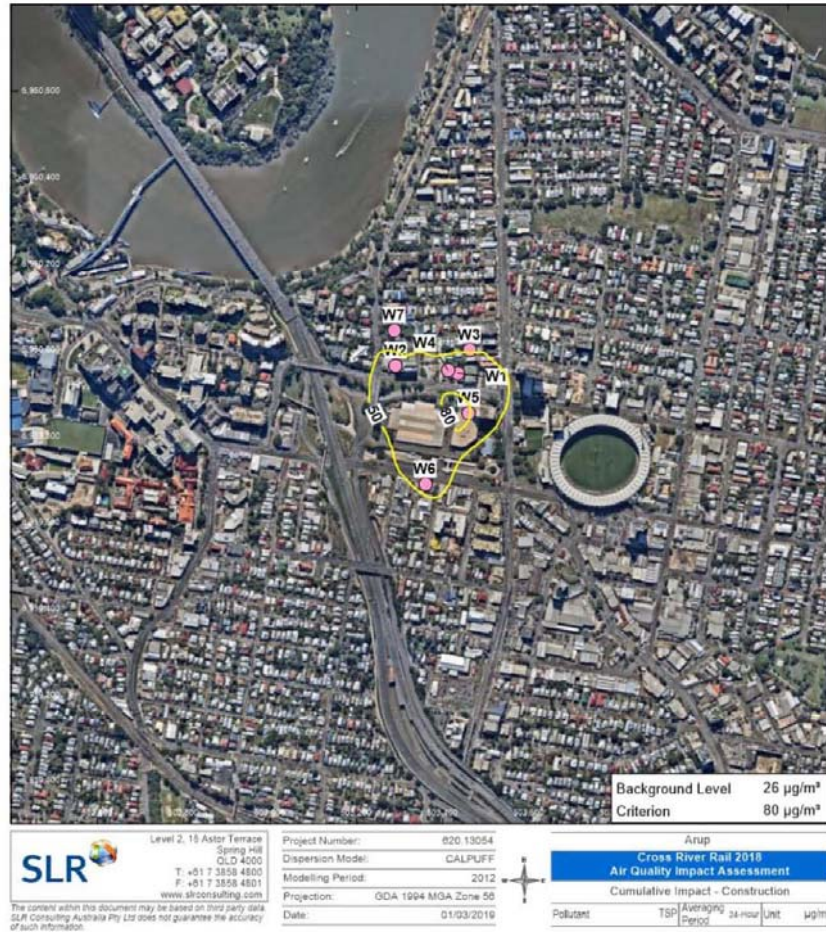 6,960,600
W7
W4
W3
W2
W1
50
80
W5
W6
Background Level 26 µg/m³
Criterion 80 µg/m³
SLR
Level 2, 15 Astor Terrace
Spring Hill
QLD 4000
T: +61 7 3858 4800
F: +61 7 3858 4801
www.slrconsulting.com
The content within this document may be based on third party data.
SLR Consulting Australia Pty Ltd does not guarantee the accuracy
of such information.
Project Number: 620.13054
Dispersion Model: CALPUFF
Modelling Period: 2012
Projection: GDA 1994 MGA Zone 56
Date: 01/03/2019
Arup
Cross River Rail 2018
Air Quality Impact Assessment
Cumulative Impact - Construction
Pollutant TSP Averaging Period 24-Hour Unit µg/m³